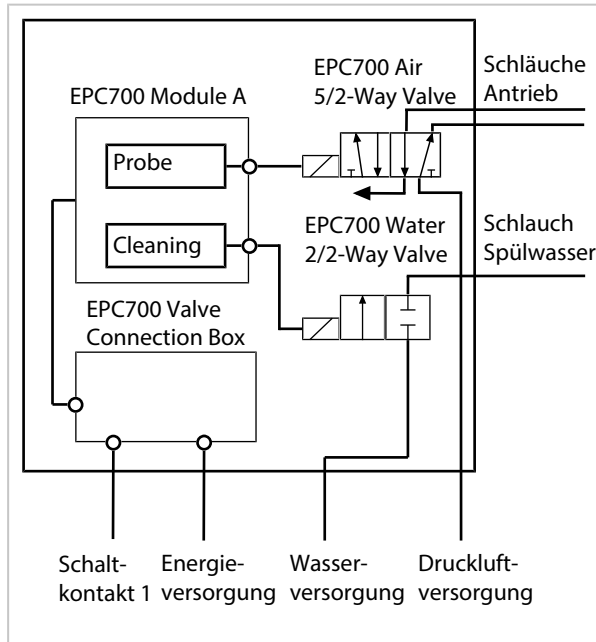 EPC700 Air
5/2-Way Valve
Schläuche
Antrieb
EPC700 Module A
Probe
Cleaning
EPC700 Water
2/2-Way Valve
Schlauch
Spülwasser
EPC700 Valve
Connection Box
Schalt-
kontakt 1
Energie-
versorgung
Wasser-
versorgung
Druckluft-
versorgung